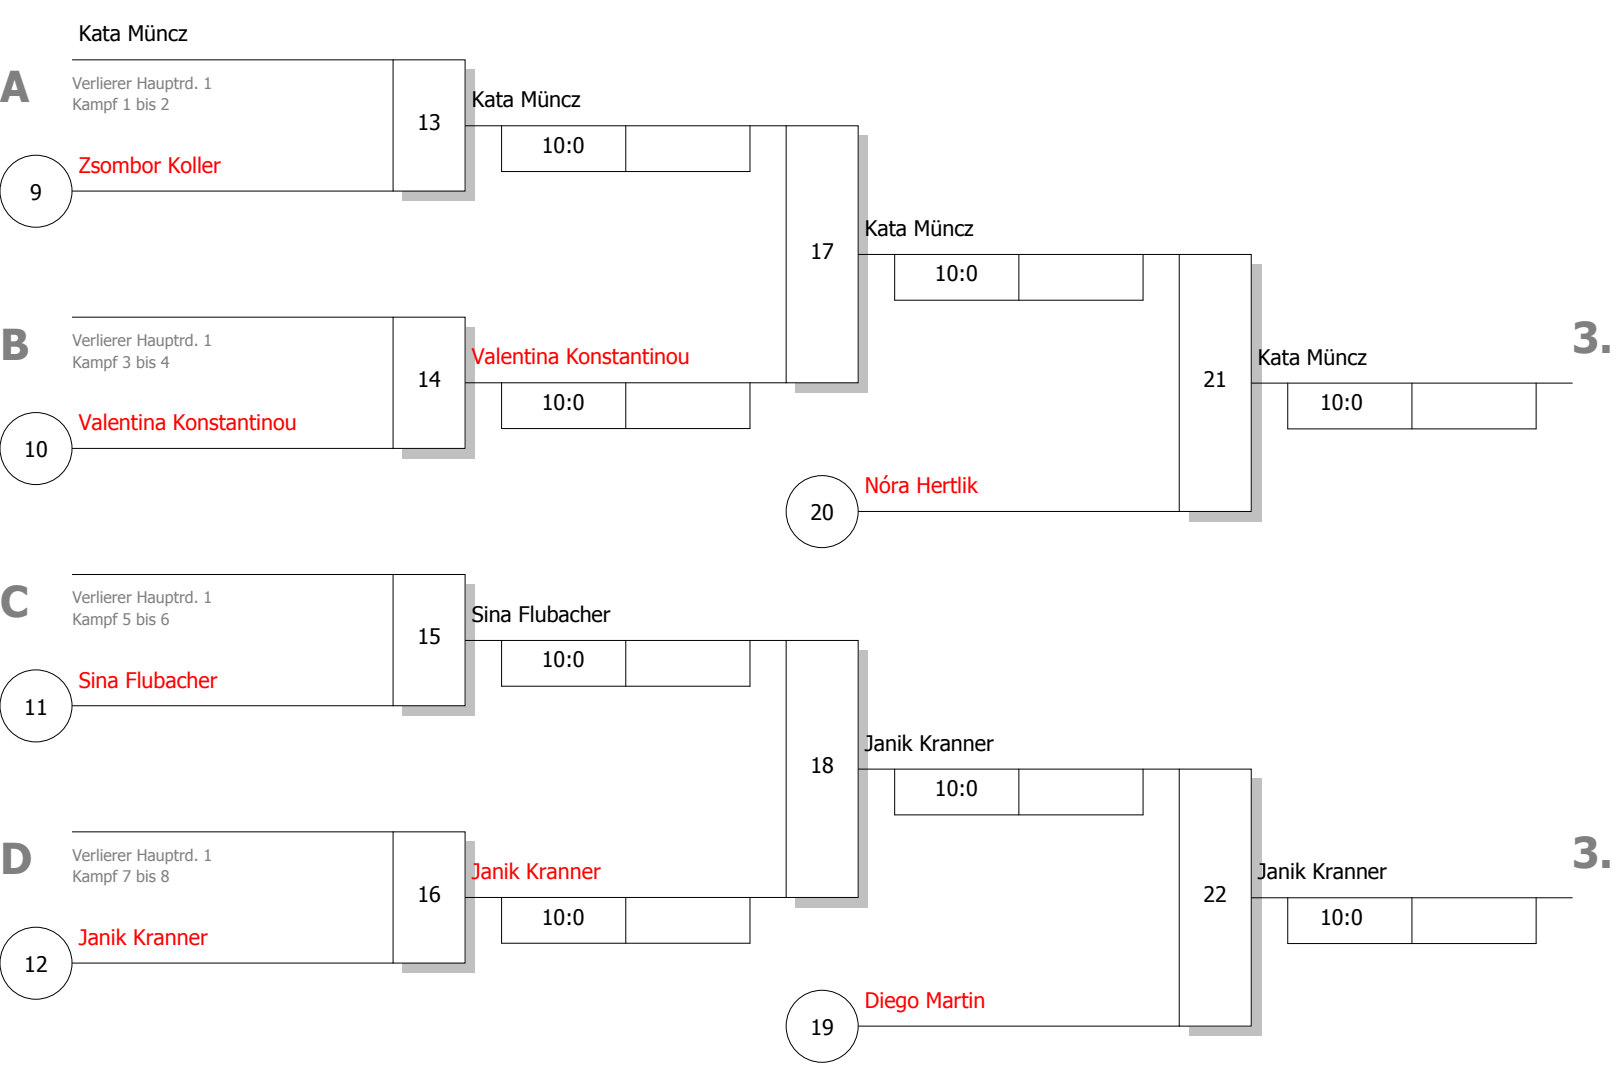 Kata Müncz
A
Verlierer Hauptrd. 1
Kampf 1 bis 2
13
Kata Müncz
10:0
Zsombor Koller
9
17
Kata Müncz
10:0
B
Verlierer Hauptrd. 1
Kampf 3 bis 4
14
Valentina Konstantinou
10:0
Valentina Konstantinou
10
21
Kata Müncz
10:0
3.
Nóra Hertlik
20
C
Verlierer Hauptrd. 1
Kampf 5 bis 6
15
Sina Flubacher
10:0
Sina Flubacher
11
18
Janik Kranner
10:0
D
Verlierer Hauptrd. 1
Kampf 7 bis 8
16
Janik Kranner
10:0
Janik Kranner
12
22
Janik Kranner
10:0
3.
Diego Martin
19